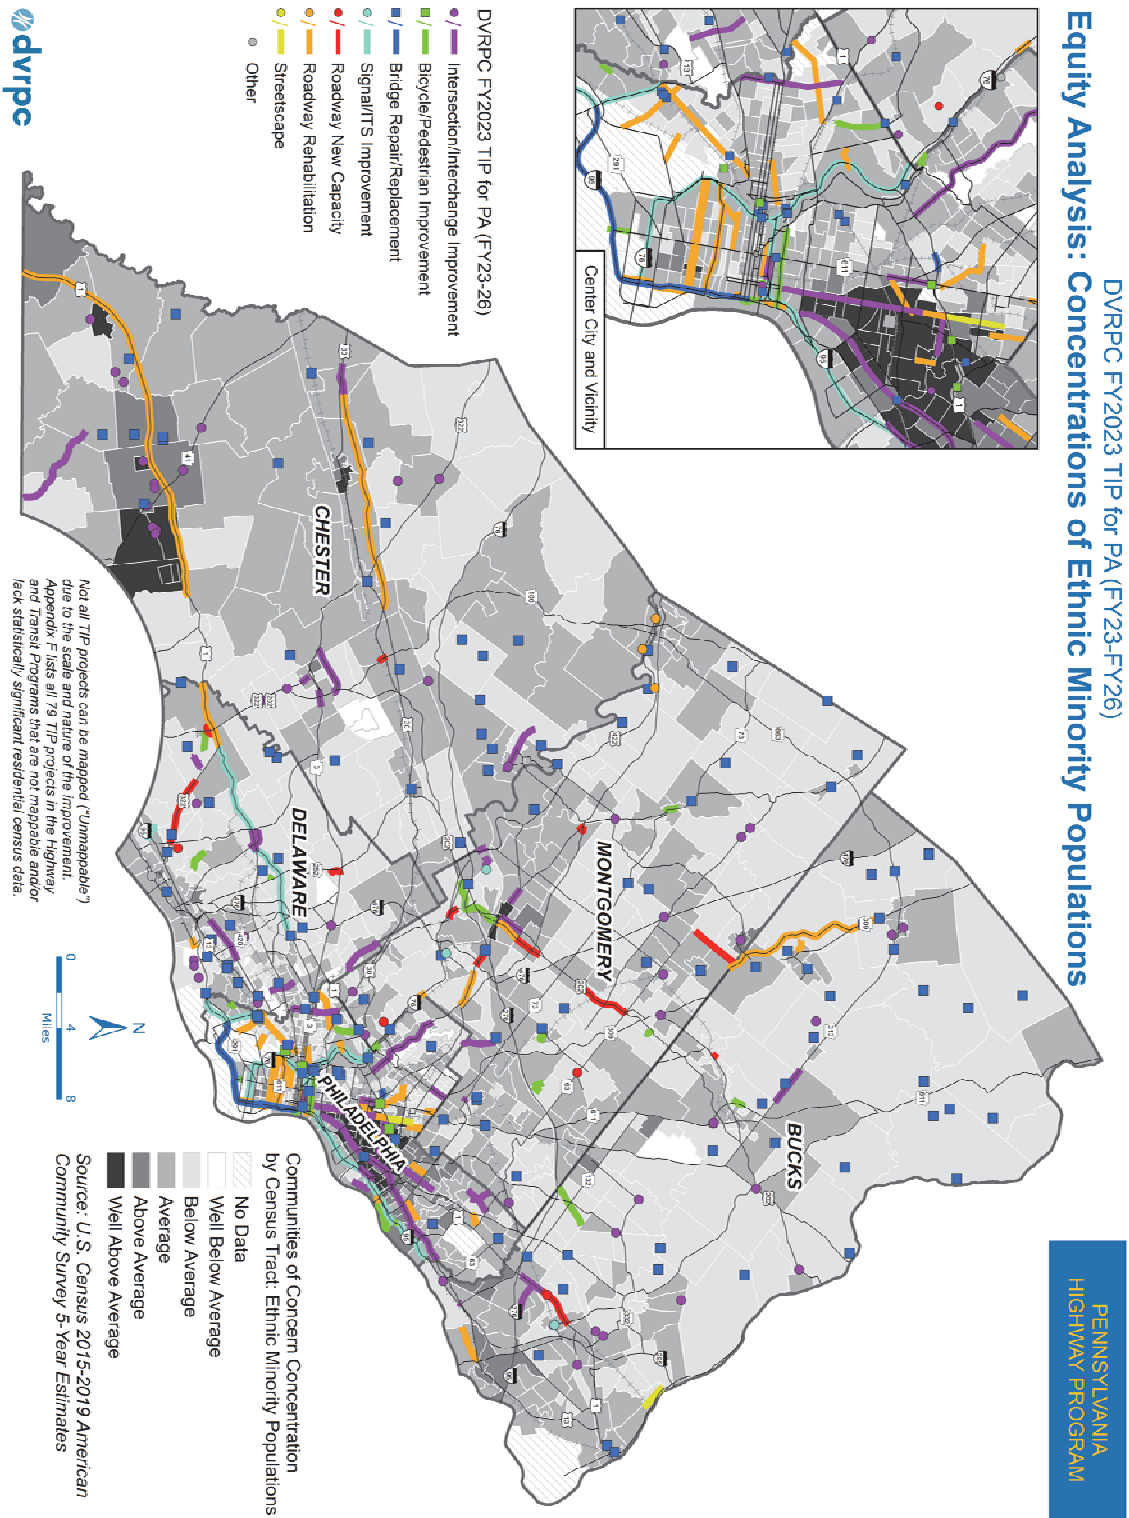 DVRPC FY2023 TIP for PA (FY23-FY26)
Equity Analysis: Concentrations of Ethnic Minority Populations
PENNSYLVANIA
HIGHWAY PROGRAM
Center City and Vicinity
DVRPC FY2023 TIP for PA (FY23-26)
Intersection/Interchange Improvement
Bicycle/Pedestrian Improvement
Bridge Repair/Replacement
Signal/ITS Improvement
Roadway New Capacity
Roadway Rehabilitation
Streetscape
Other
dvrpc
CHESTER
DELAWARE
MONTGOMERY
PHILADELPHIA
BUCKS
Not all TIP projects can be mapped ("Unmappable")
due to the scale and nature of the improvement.
Appendix F lists all 79 TIP projects in the Highway
and Transit Programs that are not mappable and/or
lack statistically significant residential census data.
N
0 4 8
Miles
Communities of Concern Concentration
by Census Tract: Ethnic Minority Populations
No Data
Well Below Average
Below Average
Average
Above Average
Well Above Average
Source: U.S. Census 2015-2019 American
Community Survey 5-Year Estimates